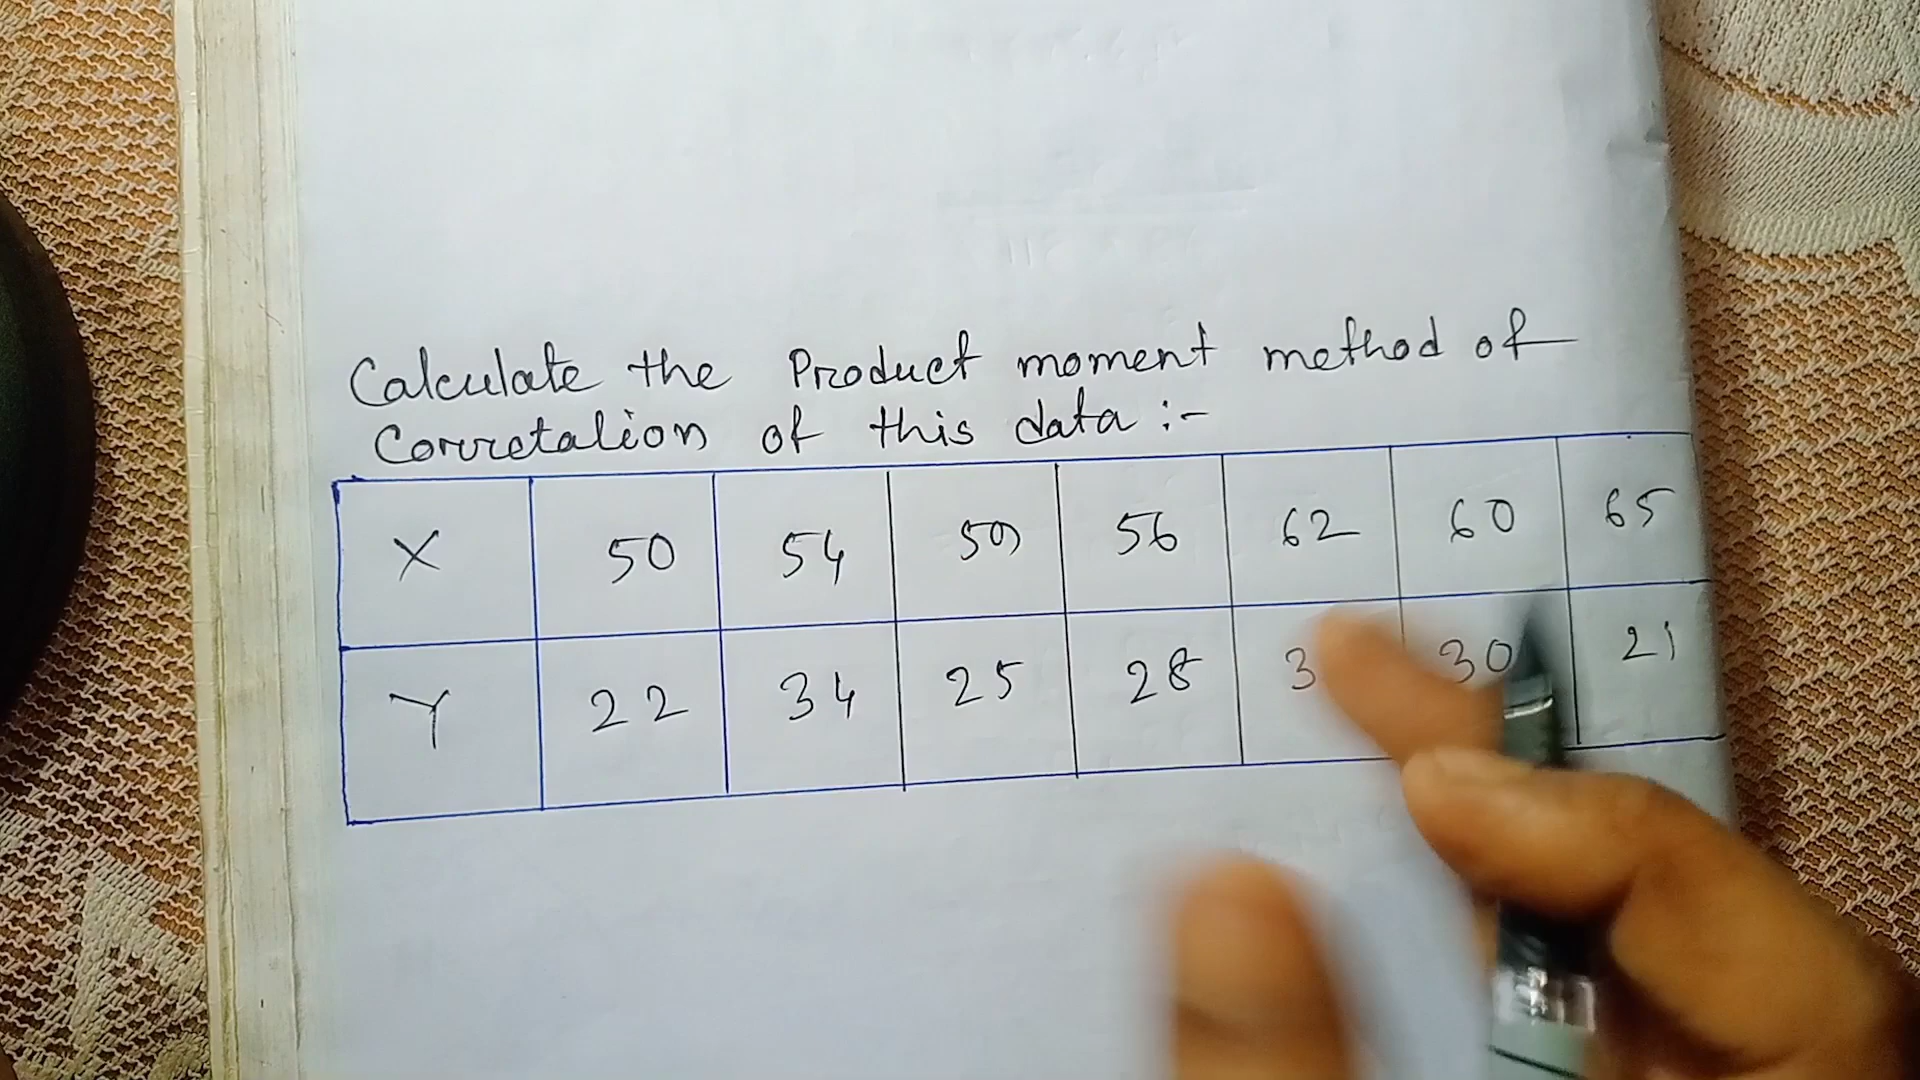 Calculate the Product moment method of
Corretalion of this data :-
X 50 54 56 62 60 65
Y 22 34 25 28 30 21